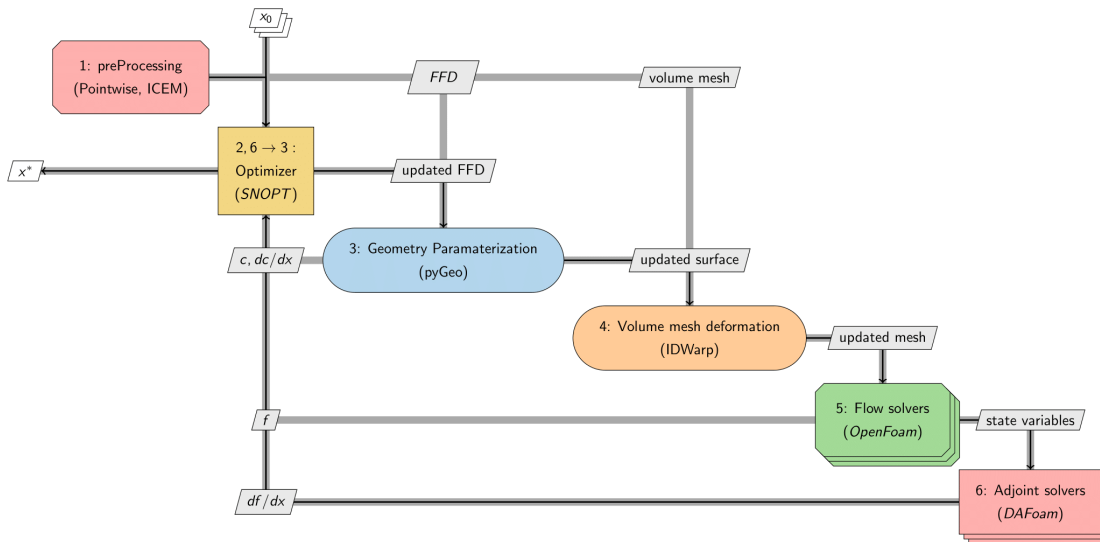 x₀
1: preProcessing
(Pointwise, ICEM)
FFD
volume mesh
2, 6 → 3 :
Optimizer
(SNOPT)
x*
updated FFD
c, dc/dx
3: Geometry Paramaterization
(pyGeo)
updated surface
4: Volume mesh deformation
(IDWarp)
updated mesh
f
5: Flow solvers
(OpenFoam)
state variables
df/dx
6: Adjoint solvers
(DAFoam)